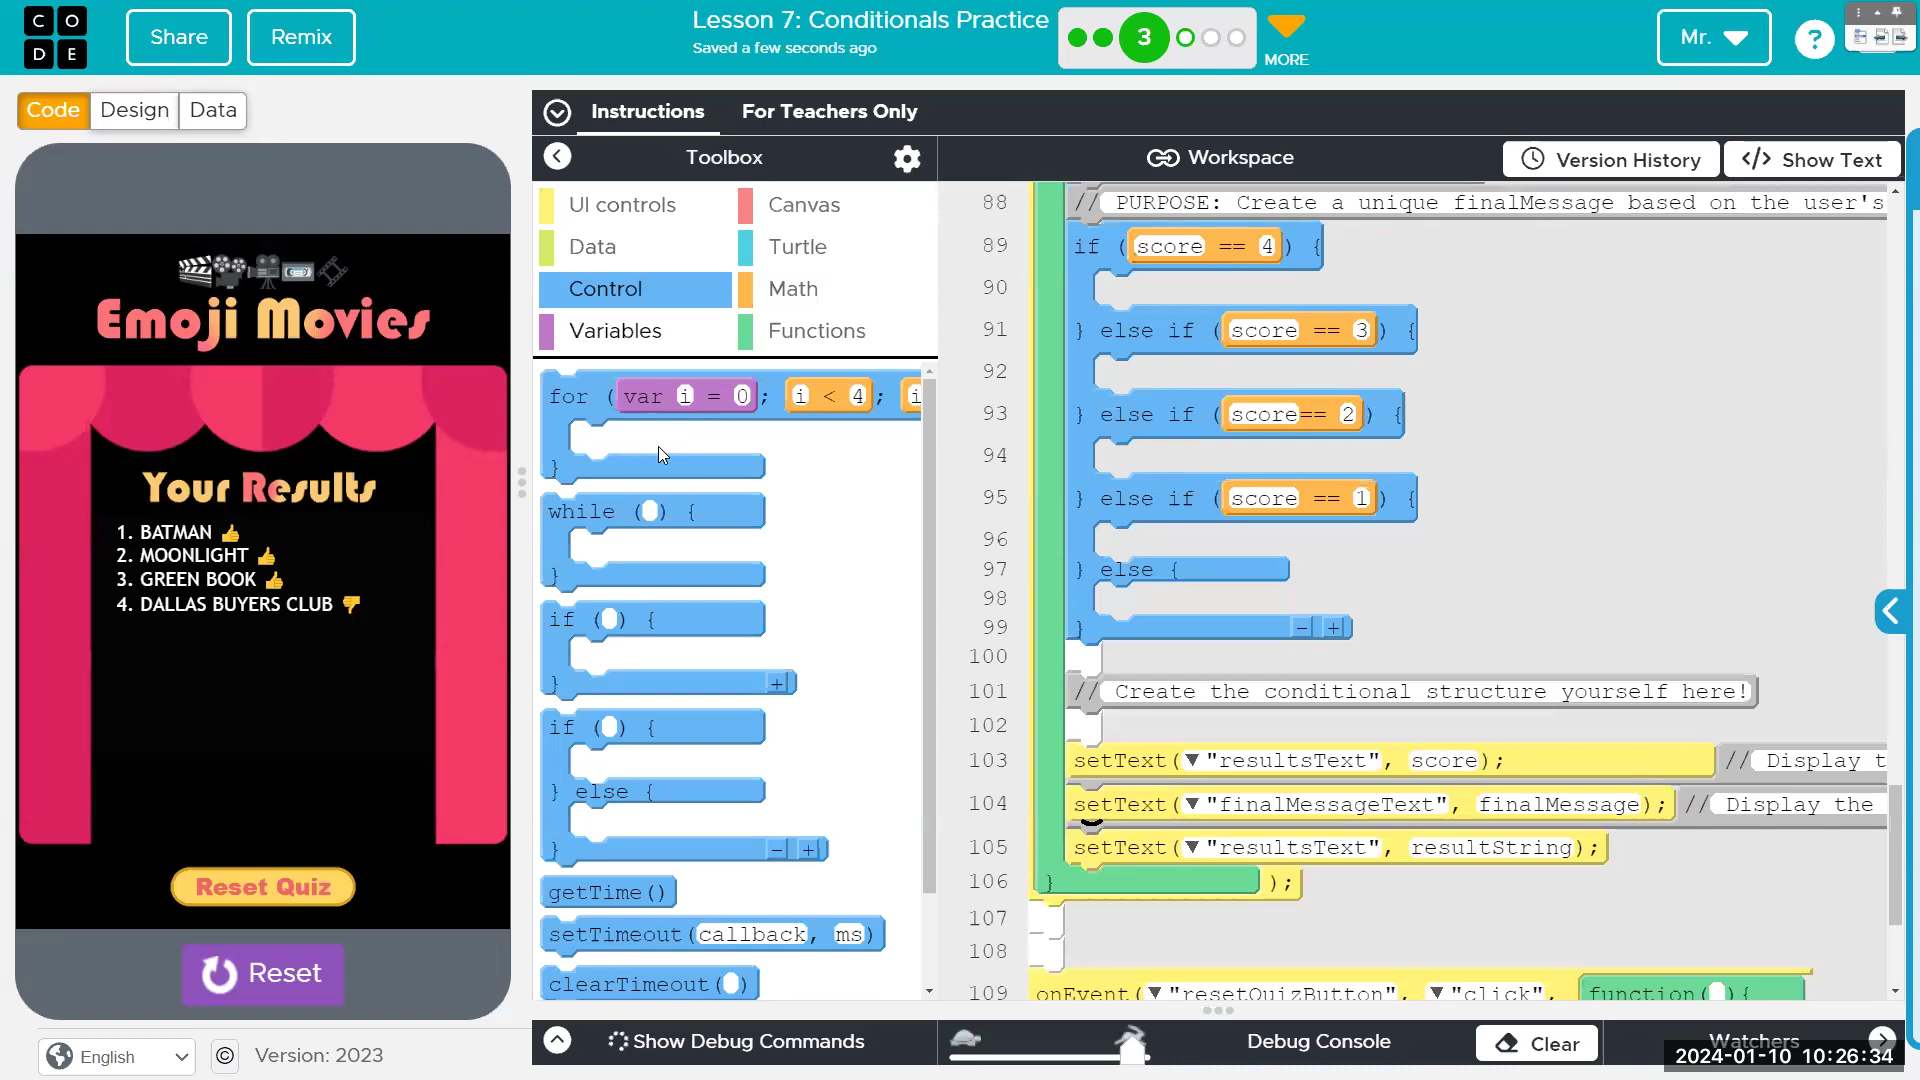 CODE
Share
Remix
Lesson 7: Conditionals Practice
Saved a few seconds ago
3
MORE
Mr.
?
Code
Design
Data
Instructions
For Teachers Only
Toolbox
Workspace
Version History
</> Show Text
UI controls
Canvas
Data
Turtle
Control
Math
Variables
Functions
for (var i = 0; i < 4; i
}
while ( ) {
}
if ( ) {
} +
if ( ) {
} else {
} - +
getTime()
setTimeout(callback, ms)
clearTimeout( )
88 // PURPOSE: Create a unique finalMessage based on the user's
89 if (score == 4) {
90
91 } else if (score == 3) {
92
93 } else if (score== 2) {
94
95 } else if (score == 1) {
96
97 } else {
98
99 } - +
100
101 // Create the conditional structure yourself here!
102
103 setText(▼"resultsText", score); // Display t
104 setText(▼"finalMessageText", finalMessage); // Display the
105 setText(▼"resultsText", resultString);
106 } );
107
108
109 onEvent(▼"resetQuizButton", ▼"click", function( ){
Emoji Movies
Your Results
1. BATMAN 👍
2. MOONLIGHT 👍
3. GREEN BOOK 👍
4. DALLAS BUYERS CLUB 👎
Reset Quiz
Reset
English
© Version: 2023
Show Debug Commands
Debug Console
Clear
Watchers
2024-01-10 10:26:34